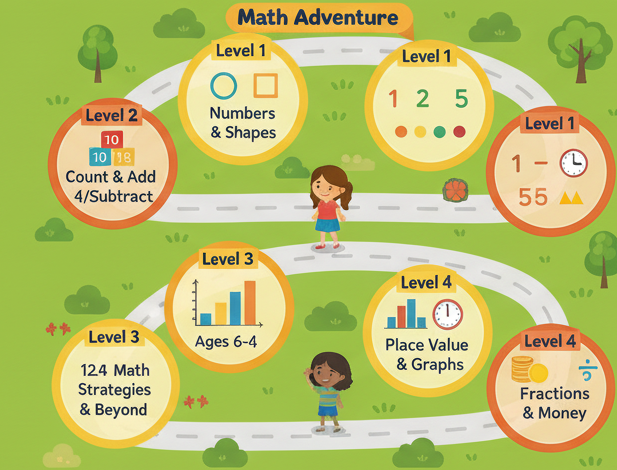 Math Adventure
Level 1
Numbers
& Shapes
Level 1
1 2 5
Level 1
1 –
55
Level 2
10
10 18
Count & Add
4/Subtract
Level 3
Ages 6-4
Level 4
Place Value
& Graphs
Level 3
124 Math
Strategies
& Beyond
Level 4
÷
Fractions
& Money